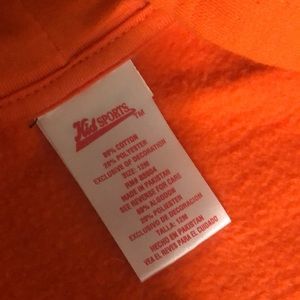 Kid SPORTS TM
80% COTTON
20% POLYESTER
EXCLUSIVE OF DECORATION
SIZE: 12M
MADE IN PAKISTAN
SEE REVERSE FOR CARE
80% ALGODON
20% POLIESTER
EXCLUSIVO DE DECORACION
TALLA: 12M
HECHO EN PAKISTAN
VEA EL REVES PARA EL CUIDADO